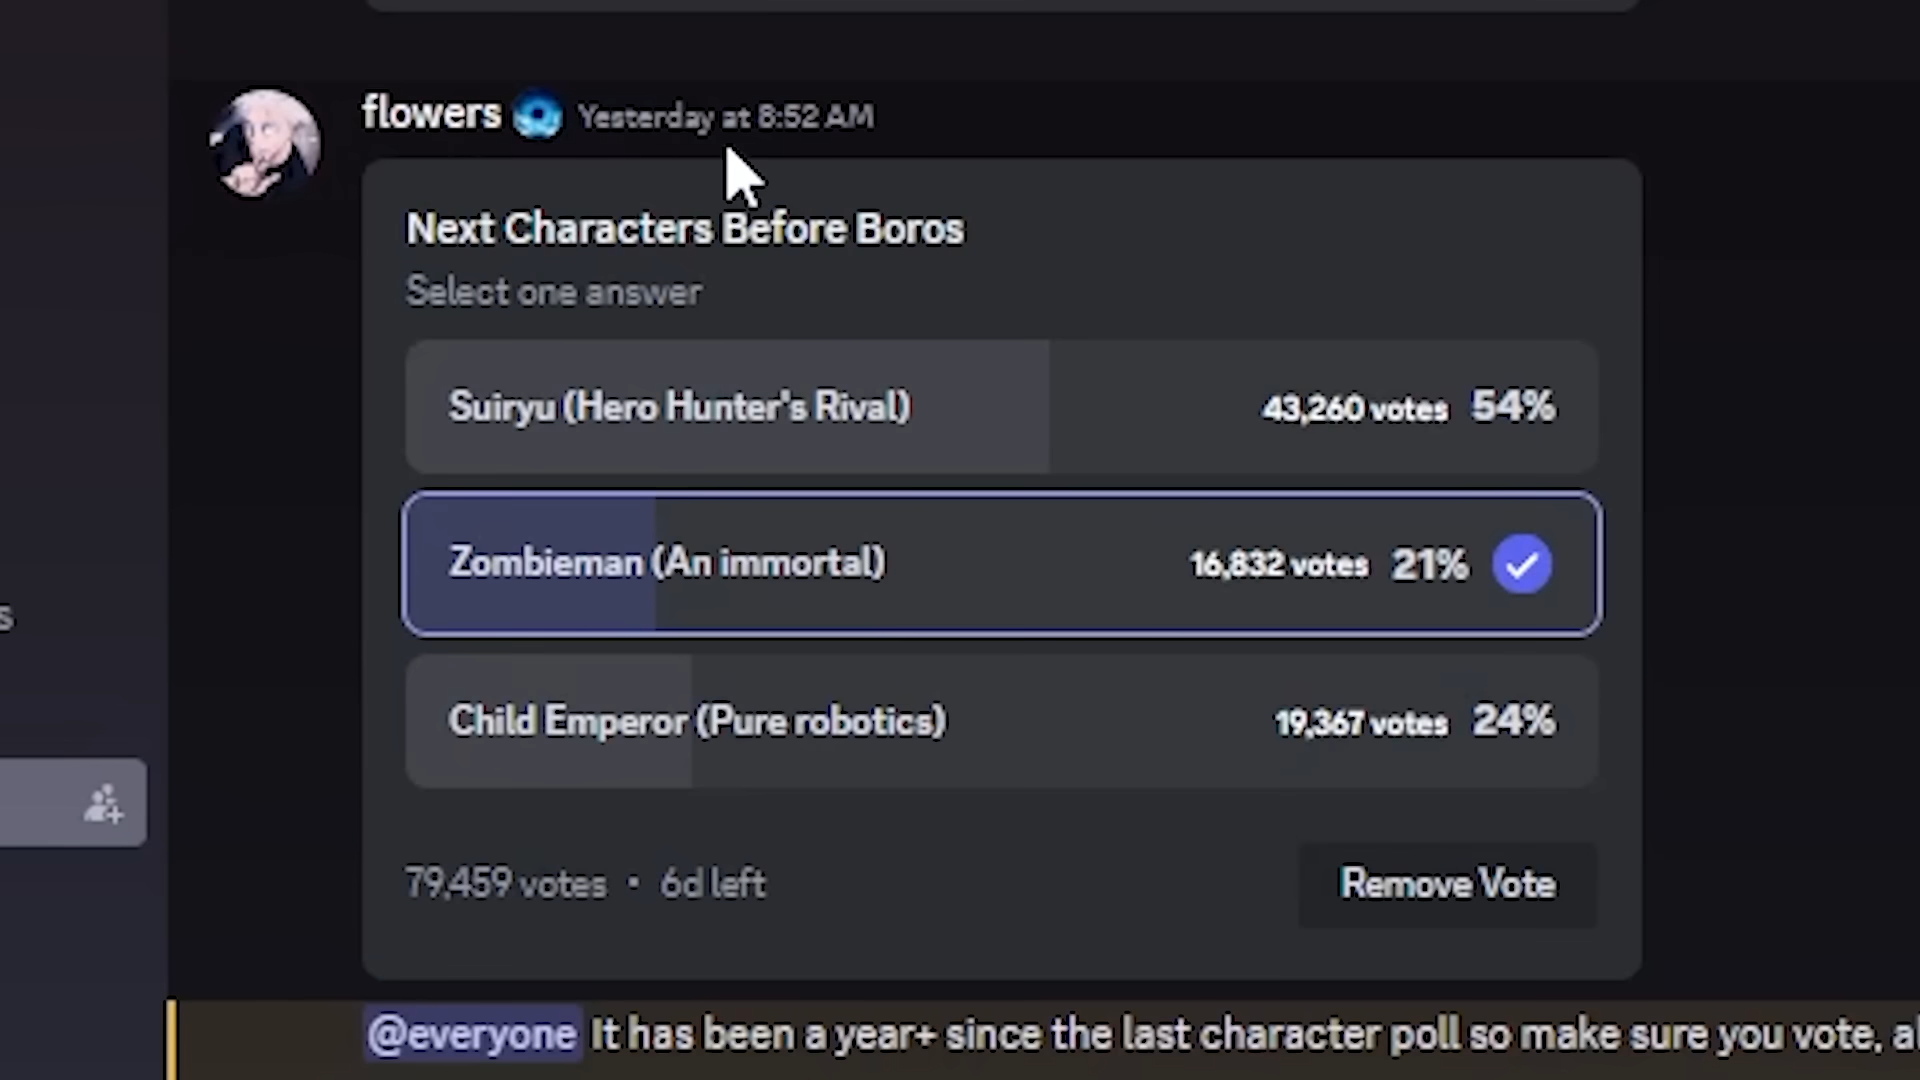 flowers Yesterday at 8:52 AM
Next Characters Before Boros
Select one answer
Suiryu (Hero Hunter's Rival) 43,260 votes 54%
Zombieman (An immortal) 16,832 votes 21%
s
Child Emperor (Pure robotics) 19,367 votes 24%
79,459 votes • 6d left Remove Vote
@everyone It has been a year+ since the last character poll so make sure you vote, al